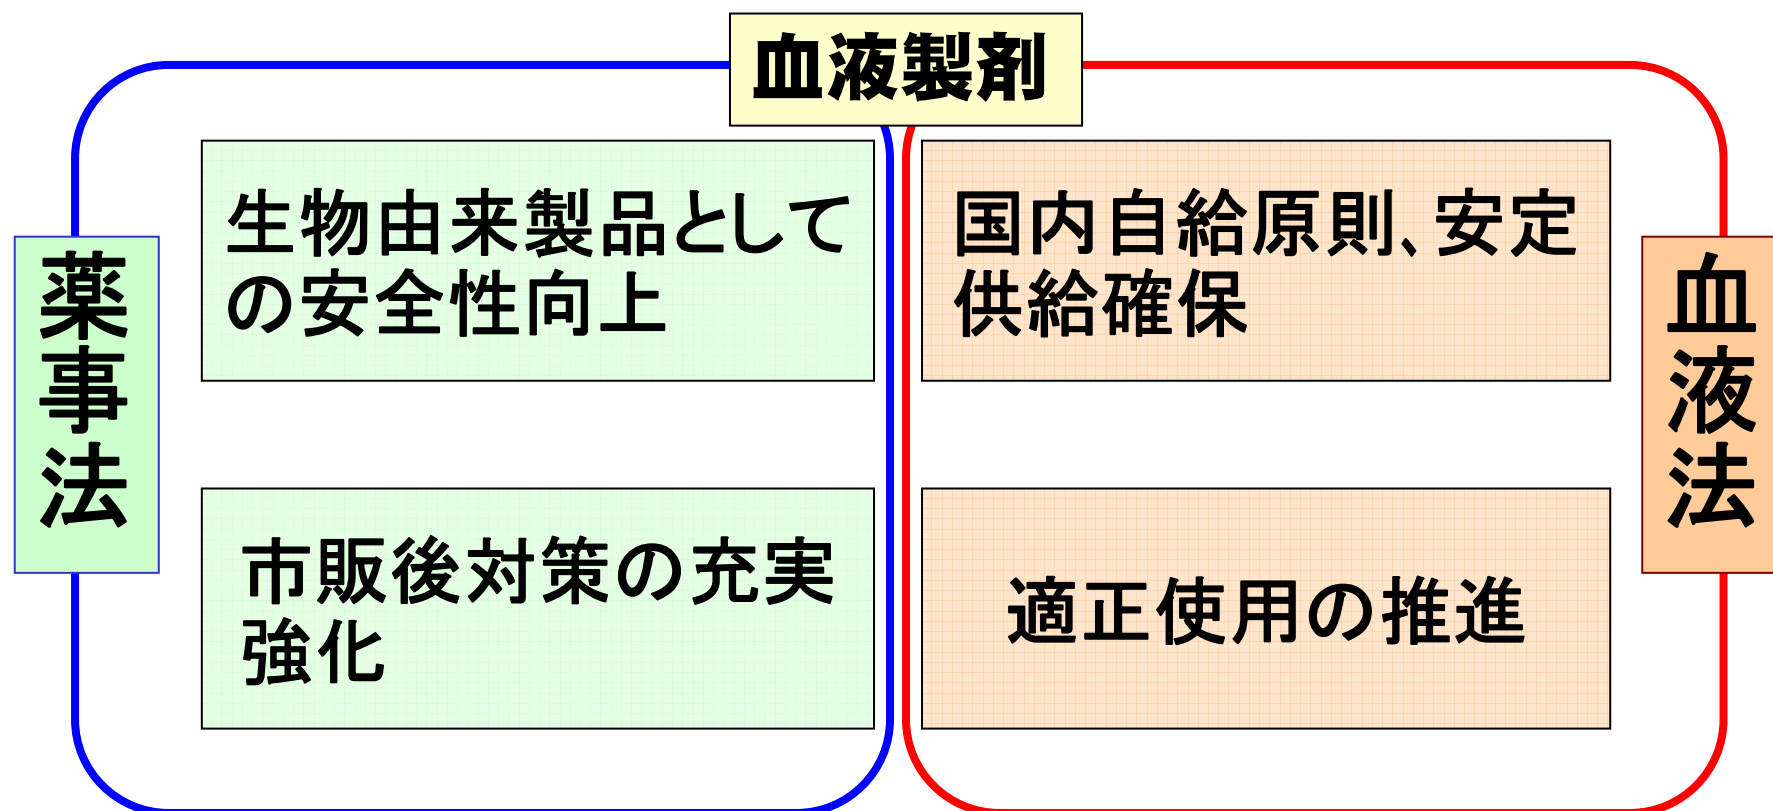 血液製剤
薬事法
生物由来製品として
の安全性向上
市販後対策の充実
強化
国内自給原則、安定
供給確保
適正使用の推進
血液法